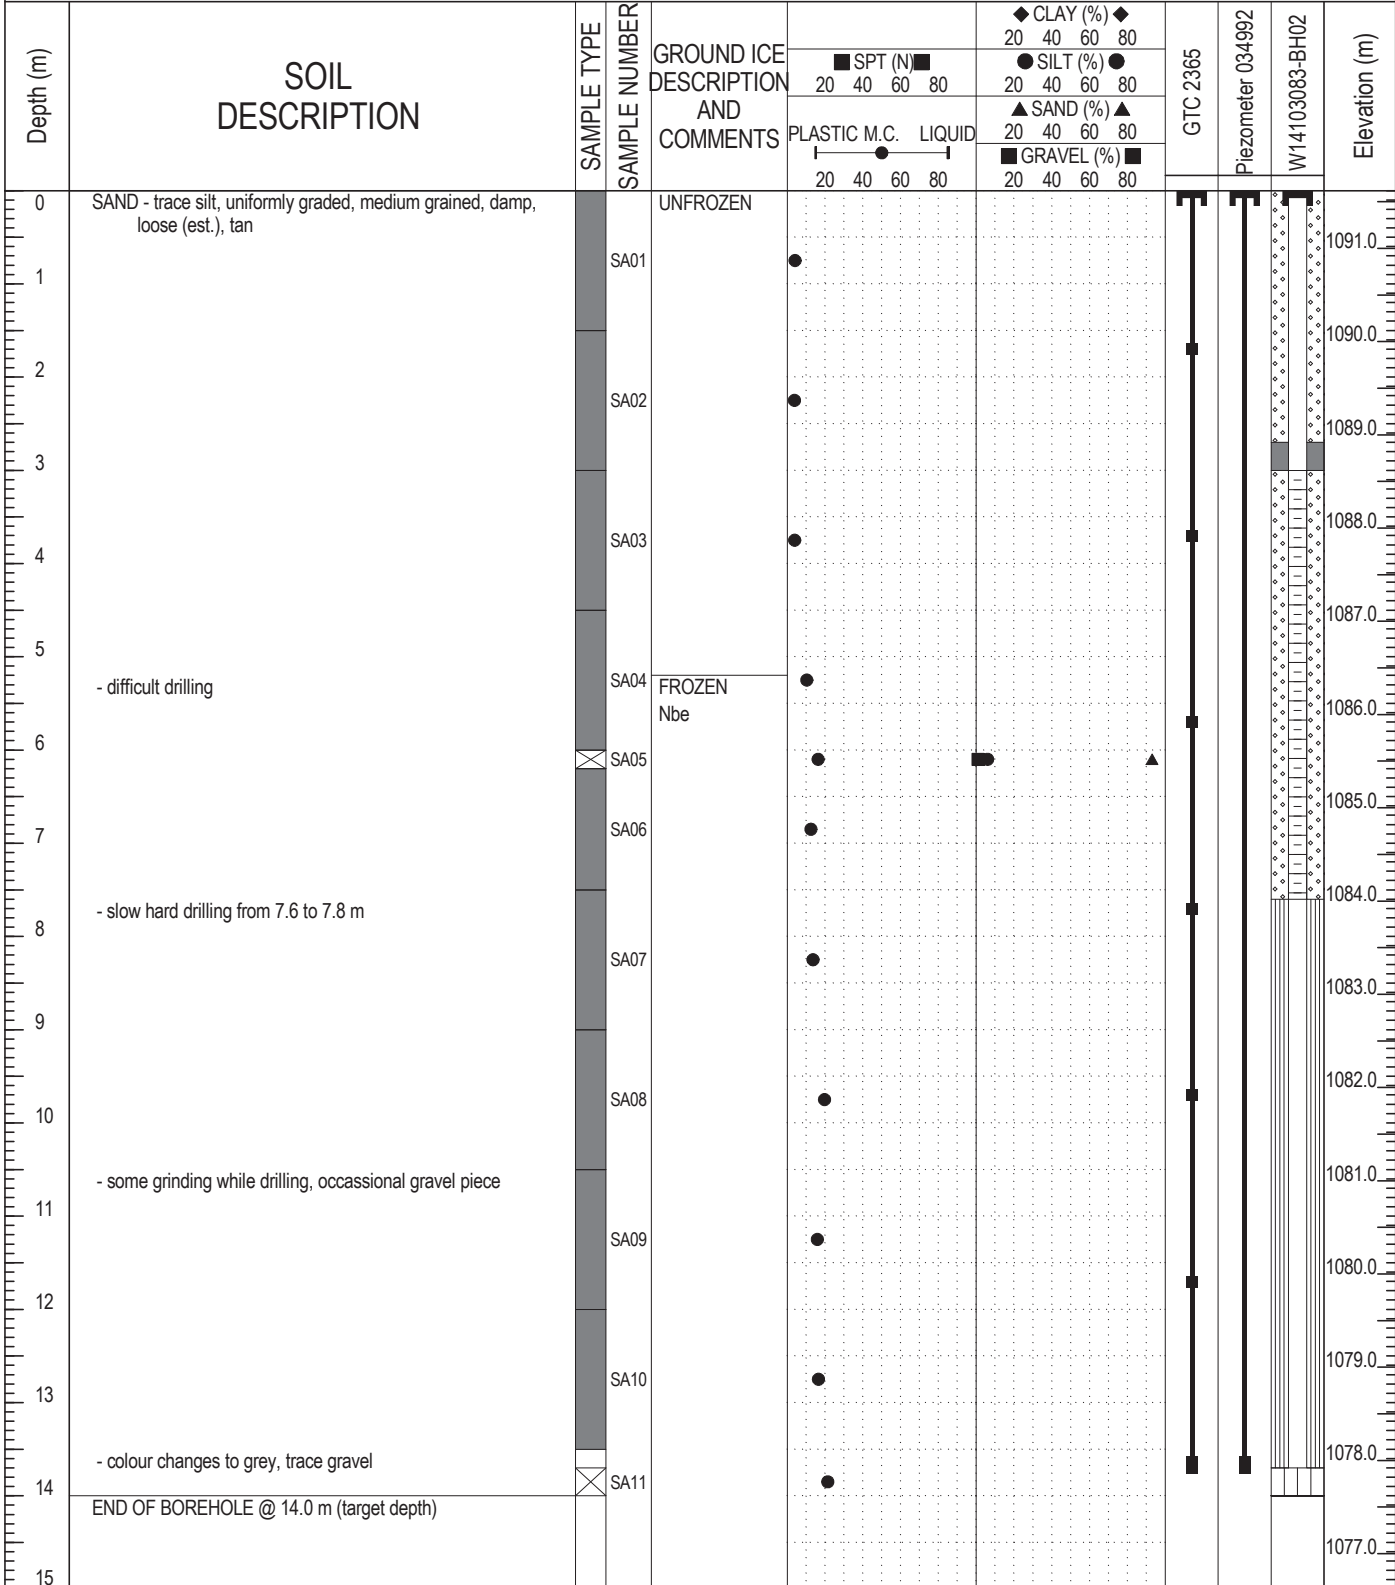 Depth (m)
SOIL
DESCRIPTION
SAMPLE TYPE
SAMPLE NUMBER
GROUND ICE
DESCRIPTION
AND
COMMENTS
SPT (N)
20 40 60 80
PLASTIC M.C. LIQUID
20 40 60 80
CLAY (%)
20 40 60 80
SILT (%)
20 40 60 80
SAND (%)
20 40 60 80
GRAVEL (%)
20 40 60 80
GTC 2365
Piezometer 034992
W14103083-BH02
Elevation (m)
0
SAND - trace silt, uniformly graded, medium grained, damp,
loose (est.), tan
UNFROZEN
1091.0
SA01
1
1090.0
2
SA02
1089.0
3
1088.0
SA03
4
1087.0
5
SA04
- difficult drilling
FROZEN
Nbe
1086.0
6
SA05
1085.0
SA06
7
1084.0
- slow hard drilling from 7.6 to 7.8 m
8
SA07
1083.0
9
1082.0
SA08
10
1081.0
- some grinding while drilling, occassional gravel piece
11
SA09
1080.0
12
1079.0
SA10
13
1078.0
- colour changes to grey, trace gravel
SA11
14
END OF BOREHOLE @ 14.0 m (target depth)
1077.0
15